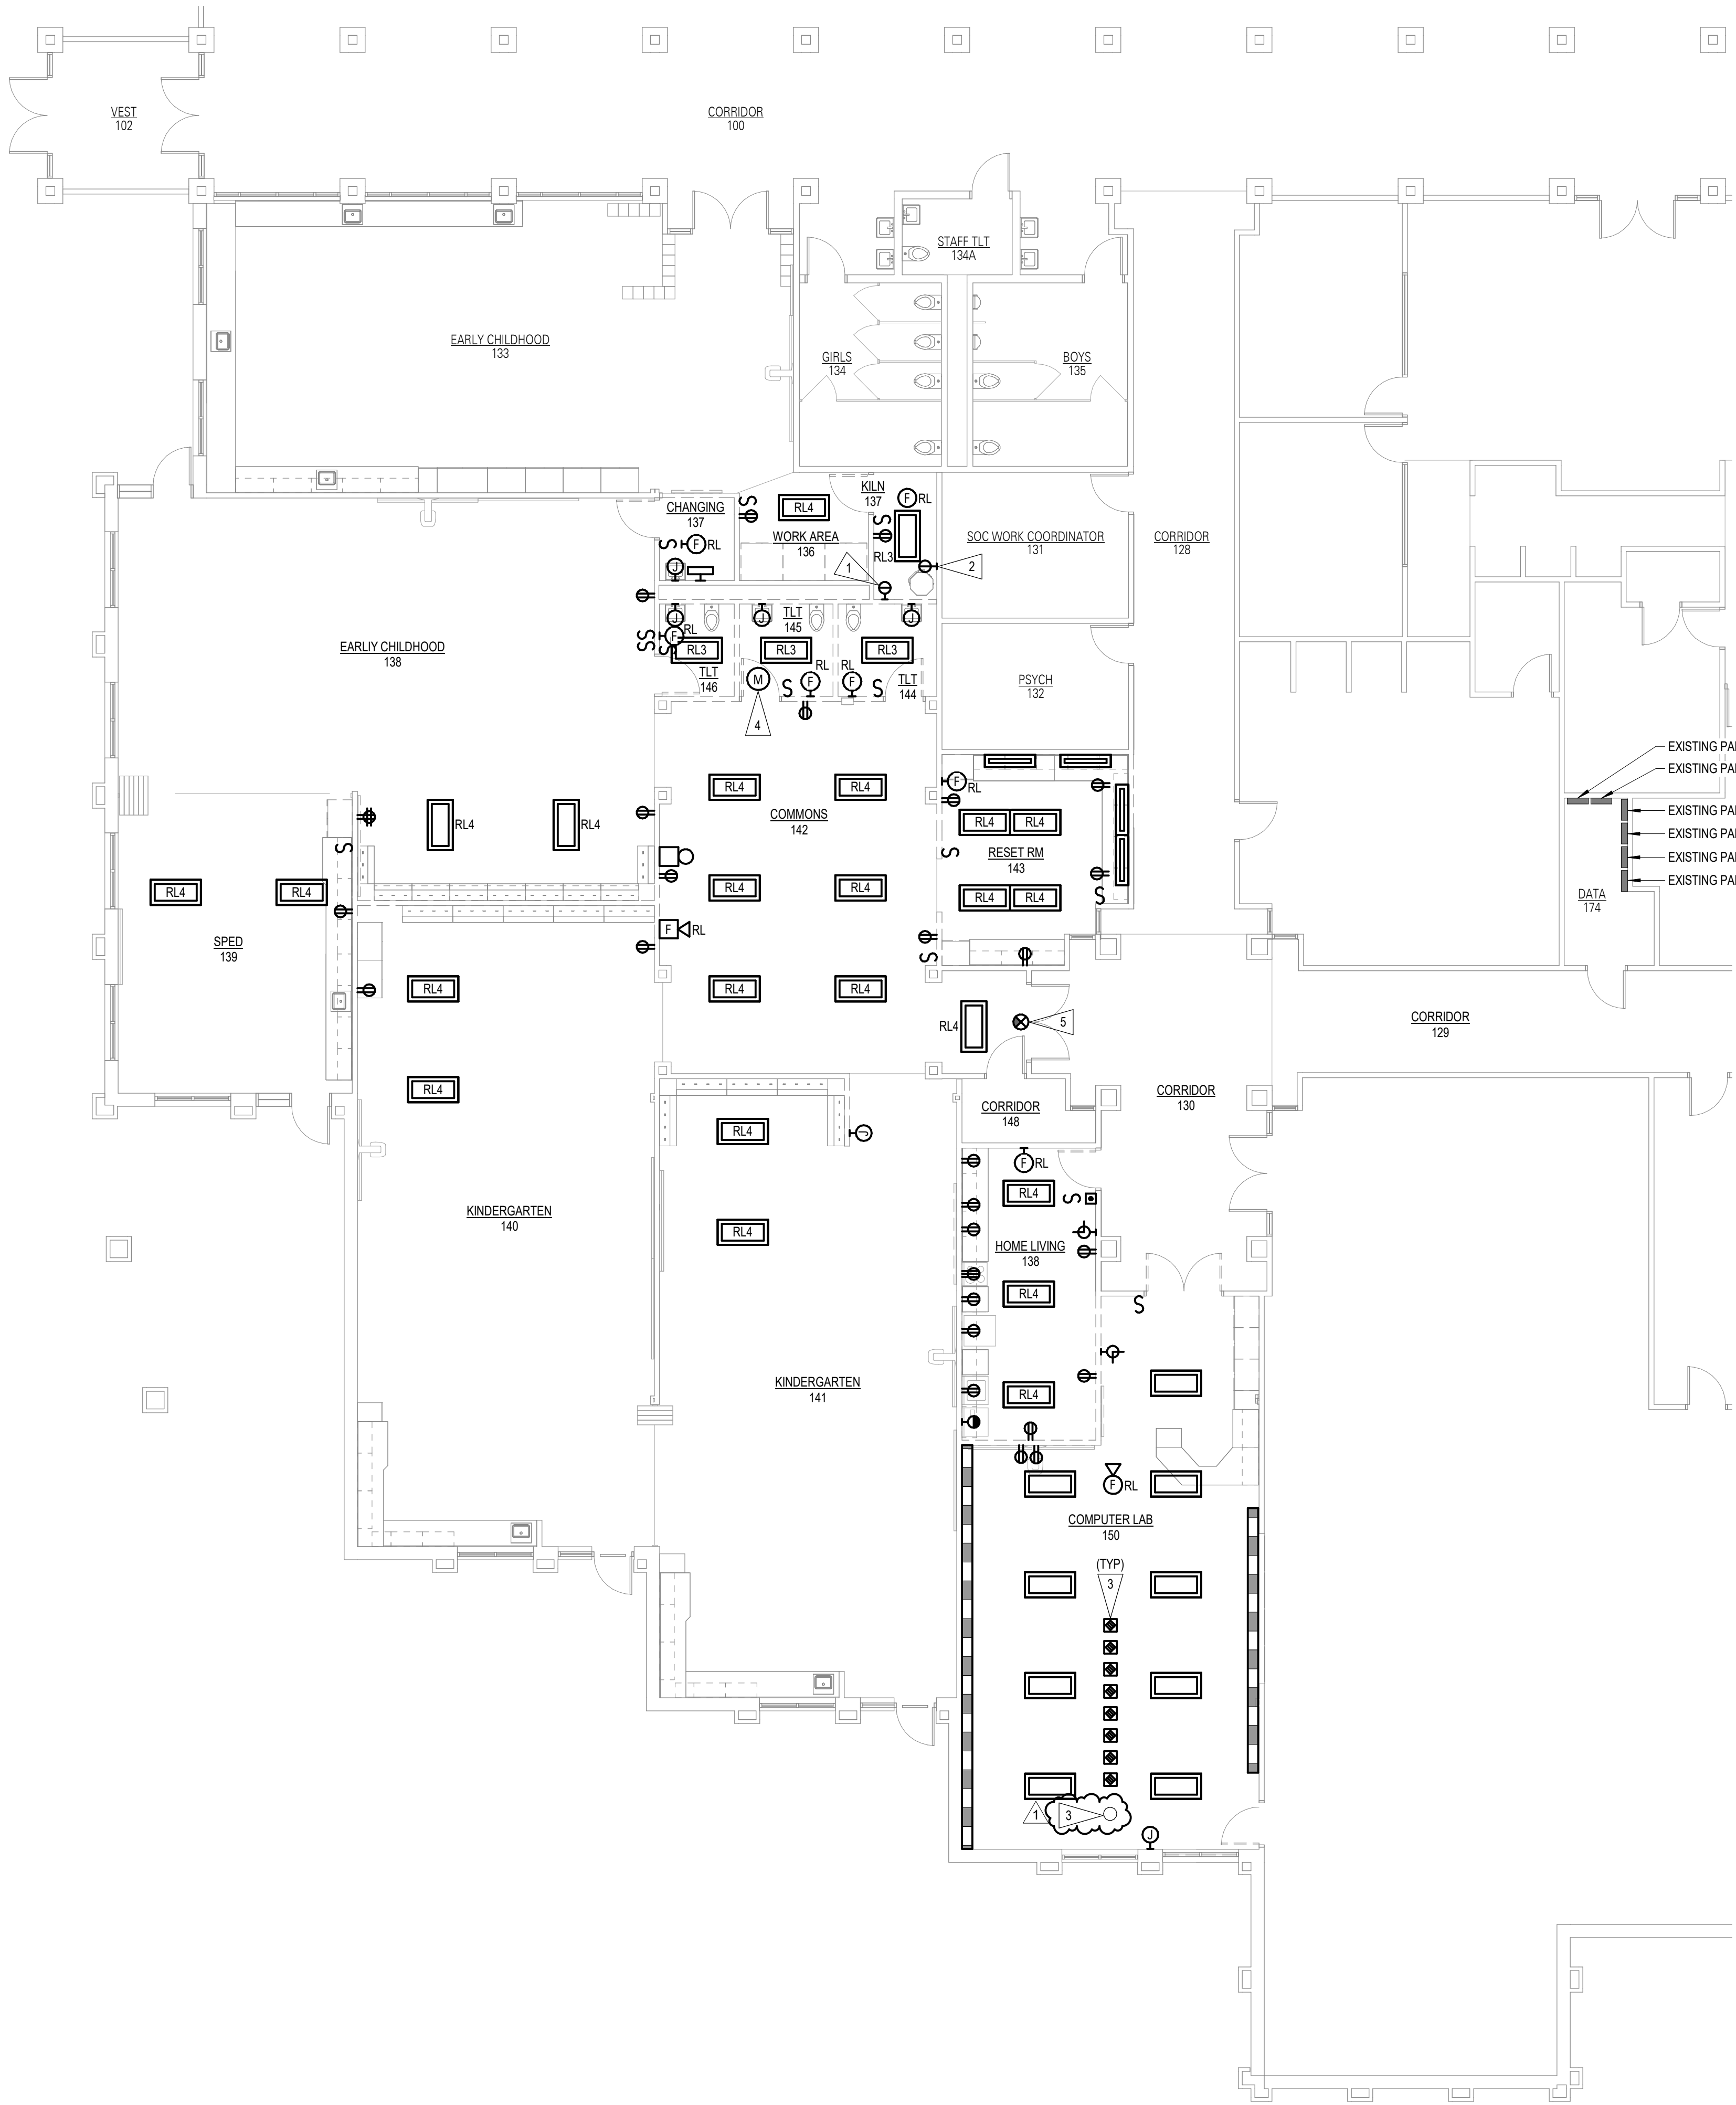 VEST
102
CORRIDOR
100
STAFF TLT
134A
EARLY CHILDHOOD
133
GIRLS
134
BOYS
135
KILN
137
F RL
CHANGING
137
RL4
S
S
WORK AREA
136
SOC WORK COORDINATOR
131
CORRIDOR
128
S F RL
RL3
1
2
J
J
J
J
TLT
145
EARLIY CHILDHOOD
138
SS
F RL
S
RL3
RL3
RL3
TLT
146
M
S
RL
F
RL
F
S
TLT
144
PSYCH
132
4
EXISTING PA
EXISTING PA
EXISTING PA
EXISTING PA
EXISTING PA
EXISTING PA
F
RL
RL4
RL4
RL4
RL4
COMMONS
142
RL4
RL4
S
S
RESET RM
143
RL4
RL4
RL4
RL4
RL4
RL4
S
DATA
174
SPED
139
F RL
S
RL4
RL4
RL4
RL4
5
CORRIDOR
129
RL4
CORRIDOR
148
CORRIDOR
130
RL4
J
F RL
RL4
S
KINDERGARTEN
140
RL4
HOME LIVING
138
RL4
S
KINDERGARTEN
141
RL4
F RL
COMPUTER LAB
150
(TYP)
3
1
3
J